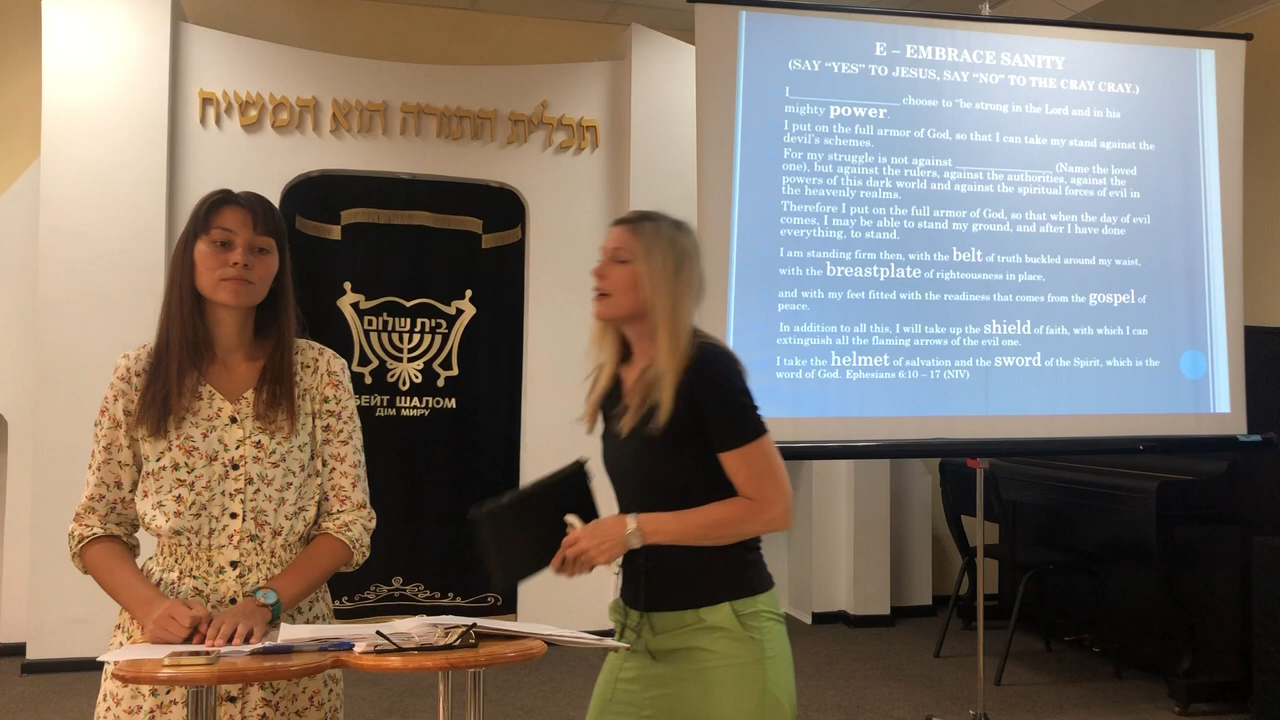 תכלית התורה הוא המשיח
בית שלום
БЕЙТ ШАЛОМ
ДІМ МИРУ
E – EMBRACE SANITY
(SAY “YES” TO JESUS, SAY “NO” TO THE CRAY CRAY.)
I_________________ choose to “be strong in the Lord and in his
mighty power.
I put on the full armor of God, so that I can take my stand against the
devil’s schemes.
For my struggle is not against _______________ (Name the loved
one), but against the rulers, against the authorities, against the
powers of this dark world and against the spiritual forces of evil in
the heavenly realms.
Therefore I put on the full armor of God, so that when the day of evil
comes, I may be able to stand my ground, and after I have done
everything, to stand.
I am standing firm then, with the belt of truth buckled around my waist,
with the breastplate of righteousness in place,
and with my feet fitted with the readiness that comes from the gospel of
peace.
In addition to all this, I will take up the shield of faith, with which I can
extinguish all the flaming arrows of the evil one.
I take the helmet of salvation and the sword of the Spirit, which is the
word of God. Ephesians 6:10 – 17 (NIV)